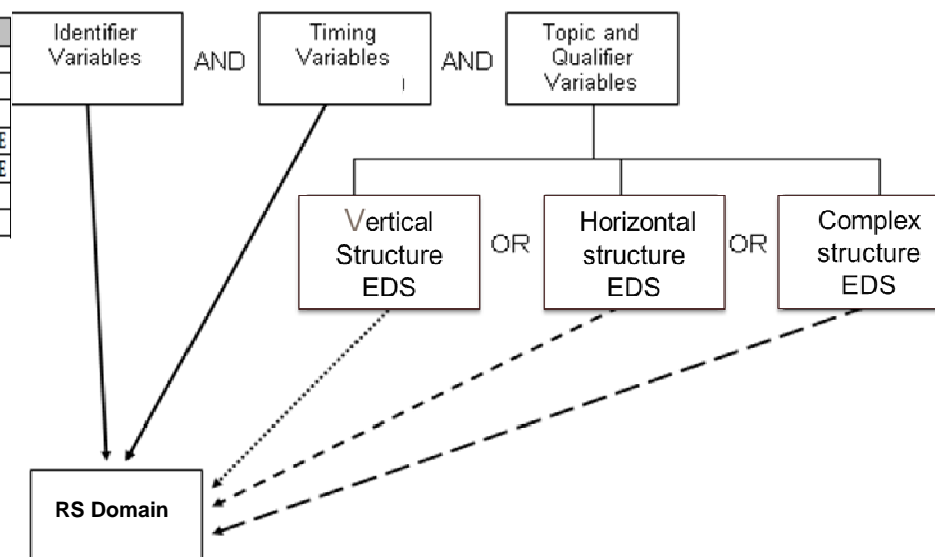 Identifier
Variables
AND
Timing
Variables
AND
Topic and
Qualifier
Variables
E
E
Vertical
Structure
EDS
OR
Horizontal
structure
EDS
OR
Complex
structure
EDS
RS Domain